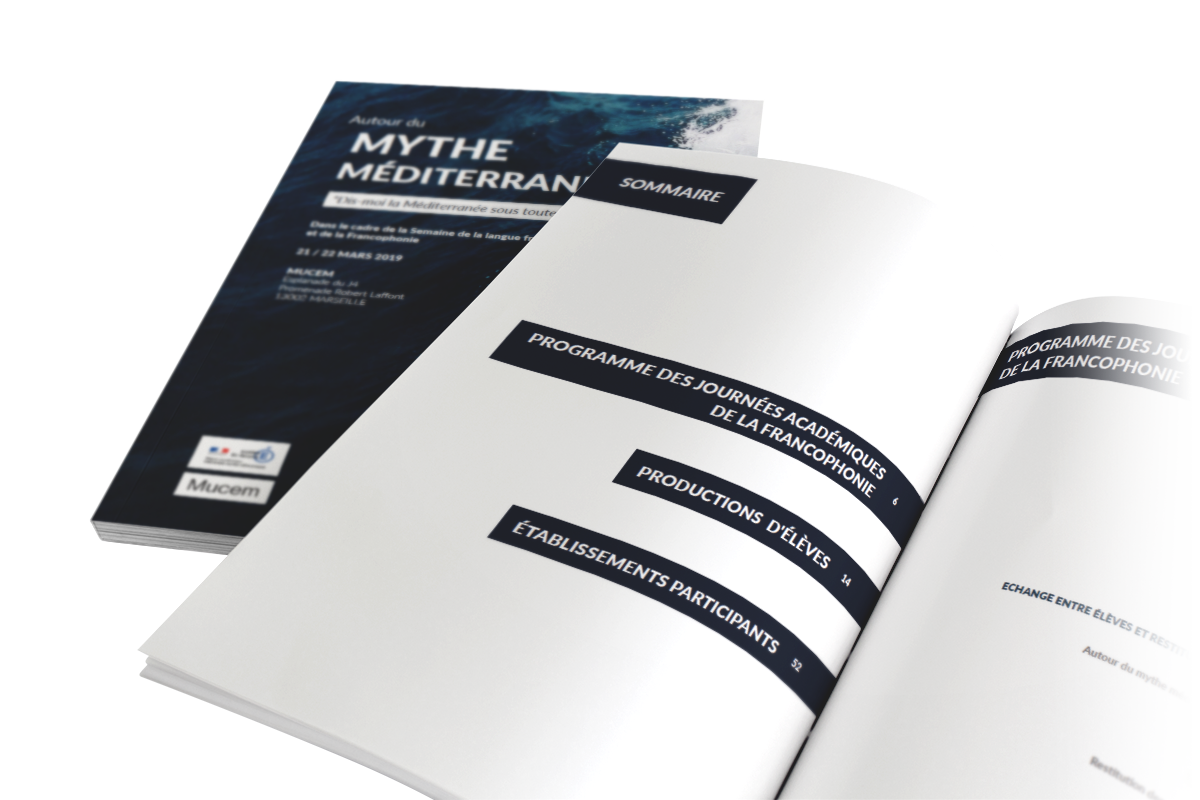 Autour du
MYTHE
MÉDITERRAN
"Dis-moi la Méditerranée sous toute
Dans le cadre de la Semaine de la langue fr
et de la Francophonie
21 / 22 MARS 2019
MUCEM
Esplanade du J4
Promenade Robert Laffont
13002 MARSEILLE
Mucem
SOMMAIRE
PROGRAMME DES JOURNÉES ACADÉMIQUES
DE LA FRANCOPHONIE 6
PRODUCTIONS D'ÉLÈVES 14
ÉTABLISSEMENTS PARTICIPANTS 52
PROGRAMME DES JOU
DE LA FRANCOPHONIE
ECHANGE ENTRE ÉLÈVES ET RESTI
Autour du mythe
Restitution